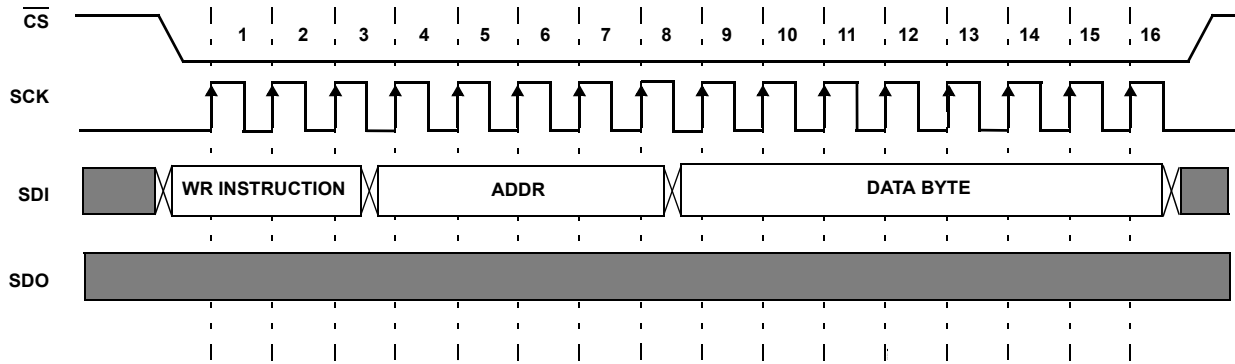 CS
1 2 3 4 5 6 7 8 9 10 11 12 13 14 15 16
SCK
SDI WR INSTRUCTION ADDR DATA BYTE
SDO